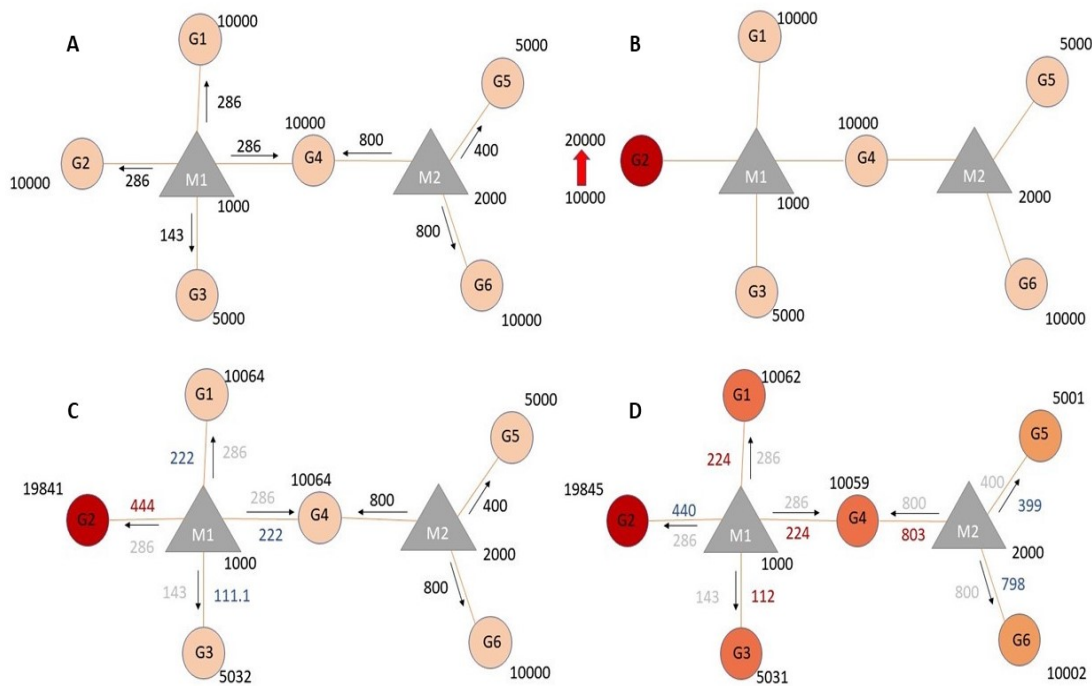 A
10000
G1
286
5000
G5
10000
286
G4
800
400
G2
10000
286
M1
1000
M2
2000
143
800
G3
5000
G6
10000
B
10000
G1
5000
G5
20000
10000
G2
10000
G4
M1
1000
M2
2000
G3
5000
G6
10000
C
10064
G1
222
286
5000
G5
19841
444
286
10064
800
G2
286
M1
222
G4
400
M2
1000
2000
143
111.1
800
G3
5032
G6
10000
D
10062
G1
224
286
5001
G5
19845
440
286
10059
800
400
G2
286
M1
224
G4
803
399
M2
1000
2000
143
112
800
798
G3
5031
G6
10002